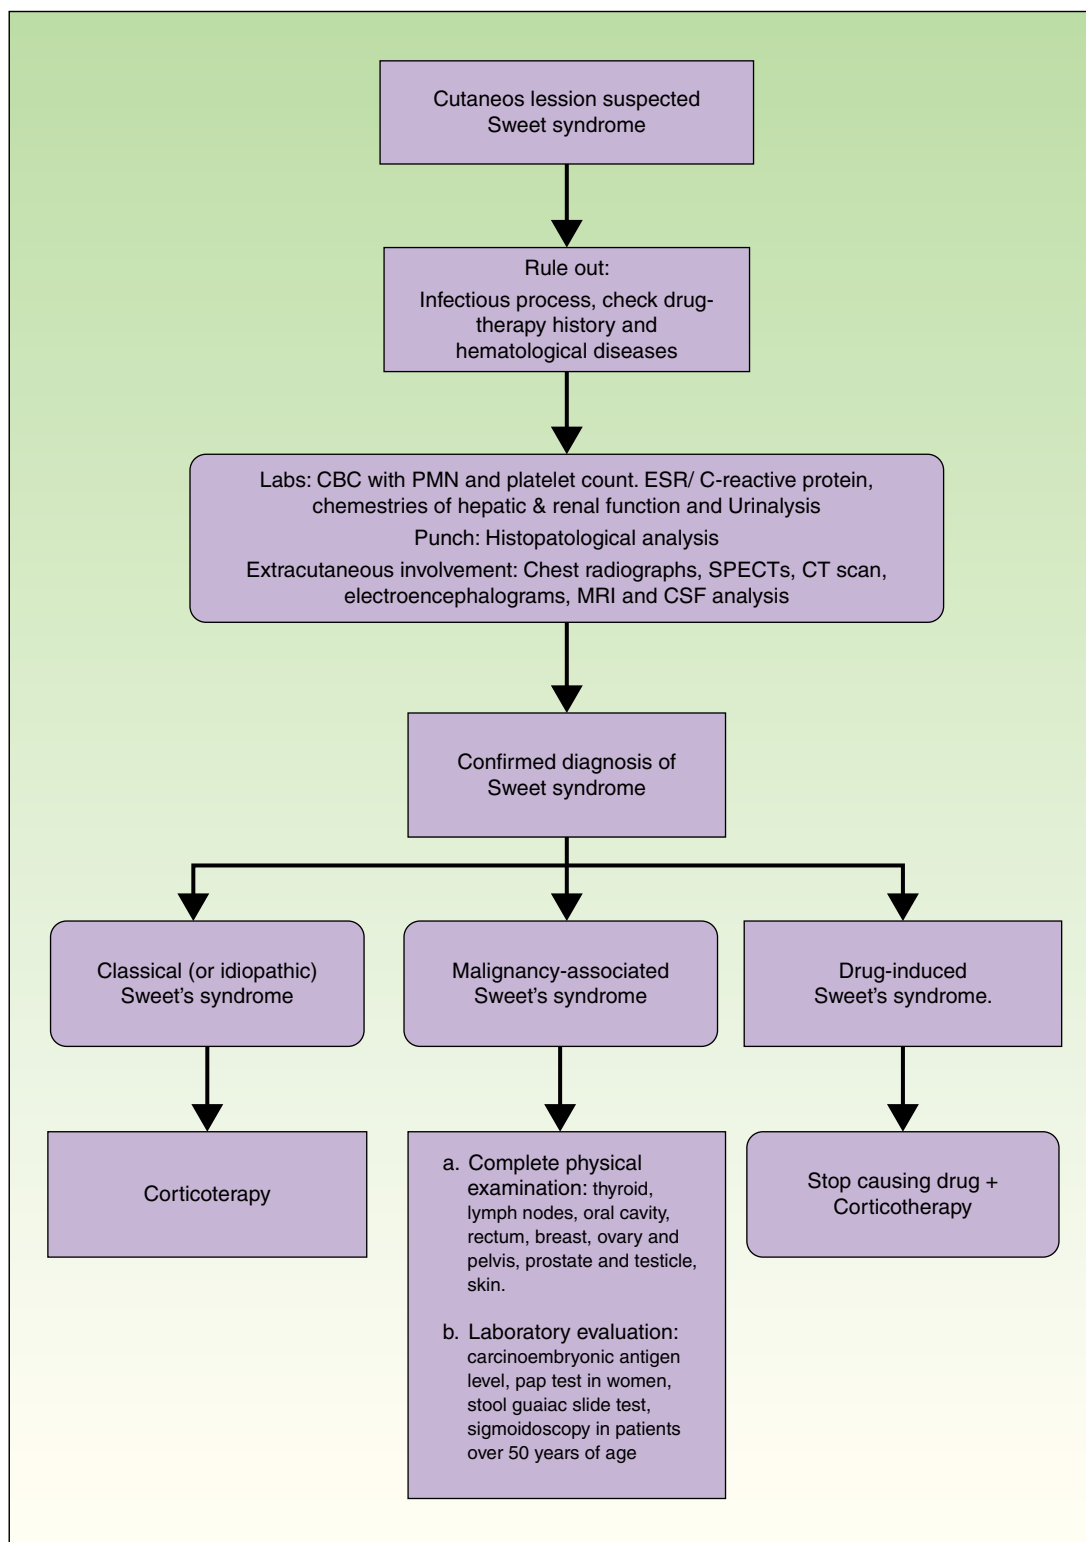 Cutaneos lession suspected
Sweet syndrome
Rule out:
Infectious process, check drug-
therapy history and
hematological diseases
Labs: CBC with PMN and platelet count. ESR/ C-reactive protein,
chemestries of hepatic & renal function and Urinalysis
Punch: Histopatological analysis
Extracutaneous involvement: Chest radiographs, SPECTs, CT scan,
electroencephalograms, MRI and CSF analysis
Confirmed diagnosis of
Sweet syndrome
Classical (or idiopathic)
Sweet's syndrome
Malignancy-associated
Sweet's syndrome
Drug-induced
Sweet's syndrome.
Corticoterapy
a. Complete physical
examination: thyroid,
lymph nodes, oral cavity,
rectum, breast, ovary and
pelvis, prostate and testicle,
skin.
b. Laboratory evaluation:
carcinoembryonic antigen
level, pap test in women,
stool guaiac slide test,
sigmoidoscopy in patients
over 50 years of age
Stop causing drug +
Corticotherapy